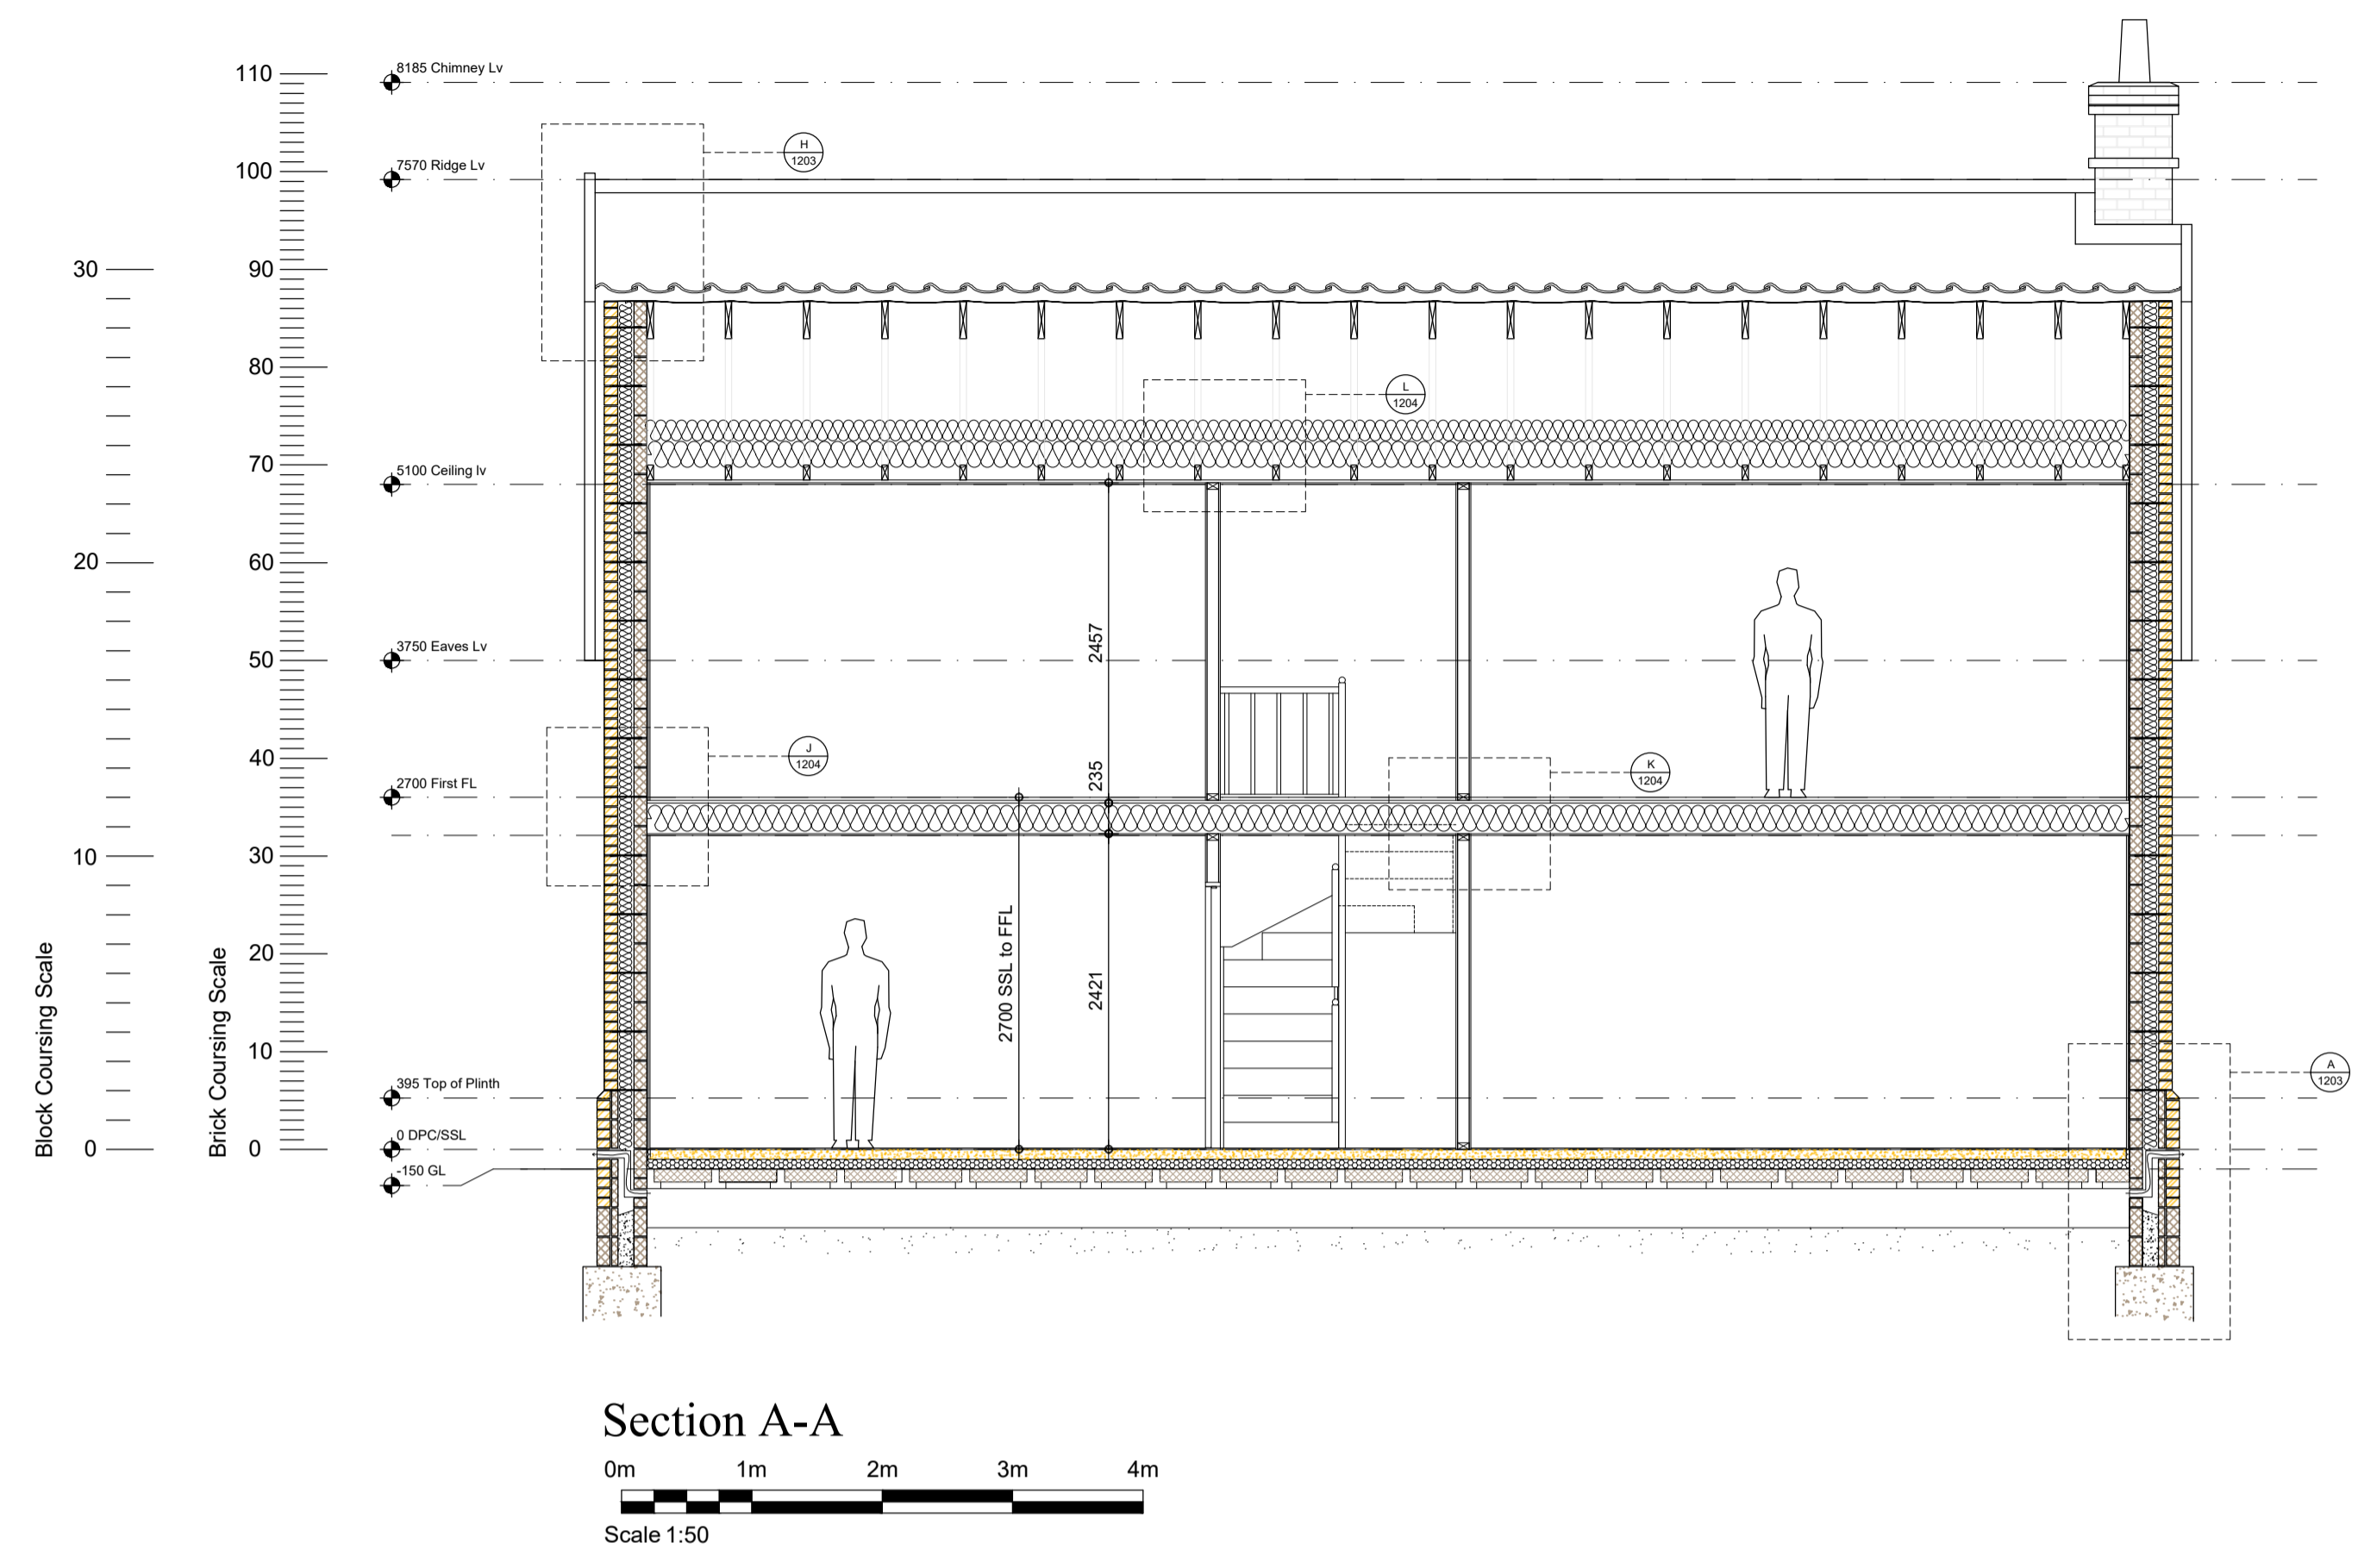 8185 Chimney Lv
7570 Ridge Lv
5100 Ceiling lv
3750 Eaves Lv
2700 First FL
395 Top of Plinth
0 DPC/SSL
-150 GL
Block Coursing Scale
30
20
10
0
Brick Coursing Scale
110
100
90
80
70
60
50
40
30
20
10
0
H
1203
L
1204
J
1204
K
1204
A
1203
2457
235
2421
2700 SSL to FFL
Section A-A
0m 1m 2m 3m 4m
Scale 1:50